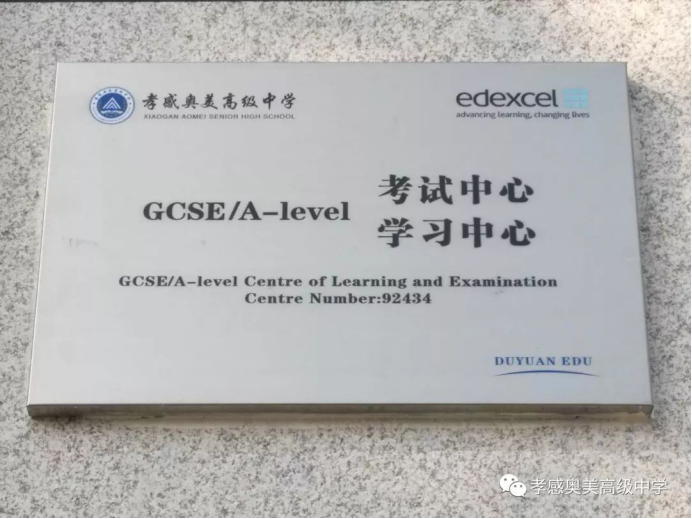 孝感奥美高级中学
XIAOGAN AOMEI SENIOR HIGH SCHOOL
edexcel
advancing learning, changing lives
GCSE/A-level
考试中心
学习中心
GCSE/A-level Centre of Learning and Examination
Centre Number:92434
DUYUAN EDU
孝感奥美高级中学